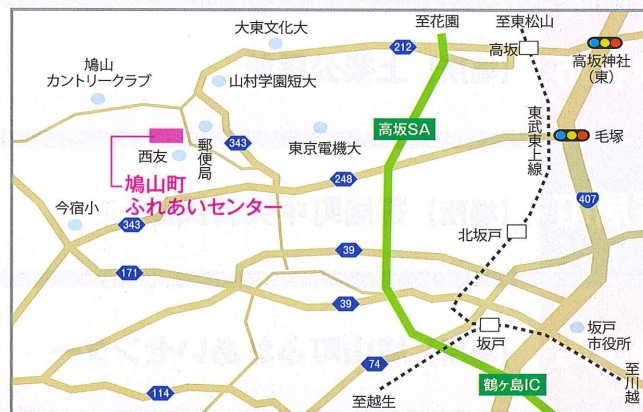 大東文化大
至花園
至東松山
212
高坂
高坂神社
(東)
鳩山
カントリークラブ
山村学園短大
高坂SA
東武東上線
毛塚
郵便局
343
東京電機大
西友
248
鳩山町
ふれあいセンター
407
今宿小
343
北坂戸
39
171
39
坂戸
坂戸
市役所
74
鶴ヶ島IC
至川越
114
至越生